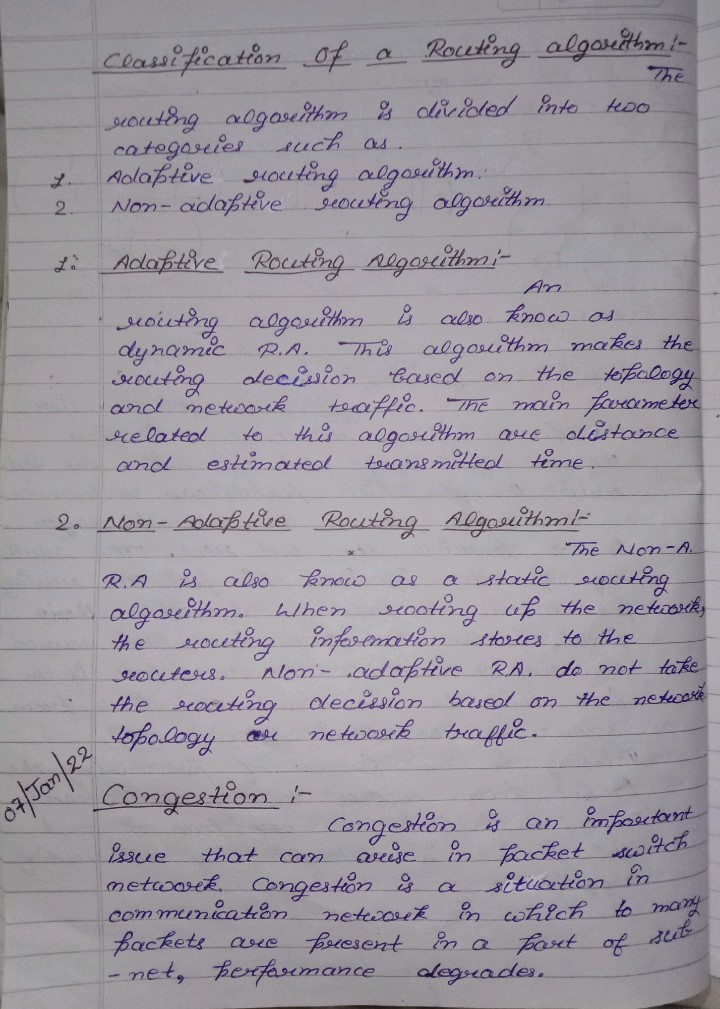 Classification of a Routing algorithm :-
The
routing algorithm is divided into two
categories such as.
1. Adaptive routing algorithm.
2. Non-adaptive routing algorithm
1: Adaptive Routing Algorithm :-
An
routing algorithm is also know as
dynamic R.A. This algorithm makes the
routing decission based on the topalogy
and network traffic. The main parameter
related to this algorithm are distance
and estimated transmitted time.
2. Non-Adaptive Routing Algorithm :-
The Non-A.
R.A is also know as a static routing
algorithm. When rooting up the network,
the routing information stores to the
routers. Non-adaptive R.A. do not take
the routing decission based on the network
topology or network traffic.
07/Jan/22
Congestion :-
Congestion is an important
issue that can arise in packet switch
network. Congestion is a situation in
communication network in which to many
packets are present in a part of sub
-net, performance degrades.